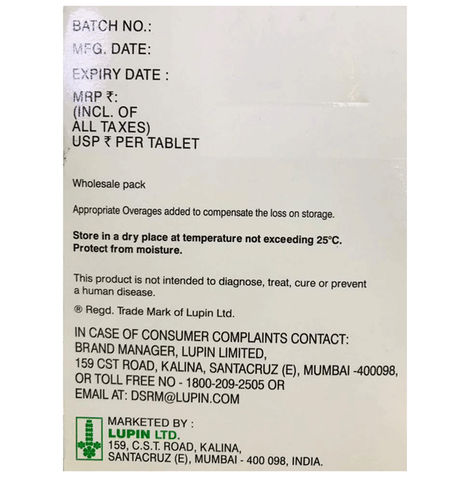 BATCH NO.:
MFG. DATE:
EXPIRY DATE :
MRP ₹:
(INCL. OF
ALL TAXES)
USP ₹ PER TABLET
Wholesale pack
Appropriate Overages added to compensate the loss on storage.
Store in a dry place at temperature not exceeding 25°C.
Protect from moisture.
This product is not intended to diagnose, treat, cure or prevent
a human disease.
® Regd. Trade Mark of Lupin Ltd.
IN CASE OF CONSUMER COMPLAINTS CONTACT:
BRAND MANAGER, LUPIN LIMITED,
159 CST ROAD, KALINA, SANTACRUZ (E), MUMBAI -400098,
OR TOLL FREE NO - 1800-209-2505 OR
EMAIL AT: DSRM@LUPIN.COM
MARKETED BY :
LUPIN LTD.
159, C.S.T. ROAD, KALINA,
SANTACRUZ (E), MUMBAI - 400 098, INDIA.